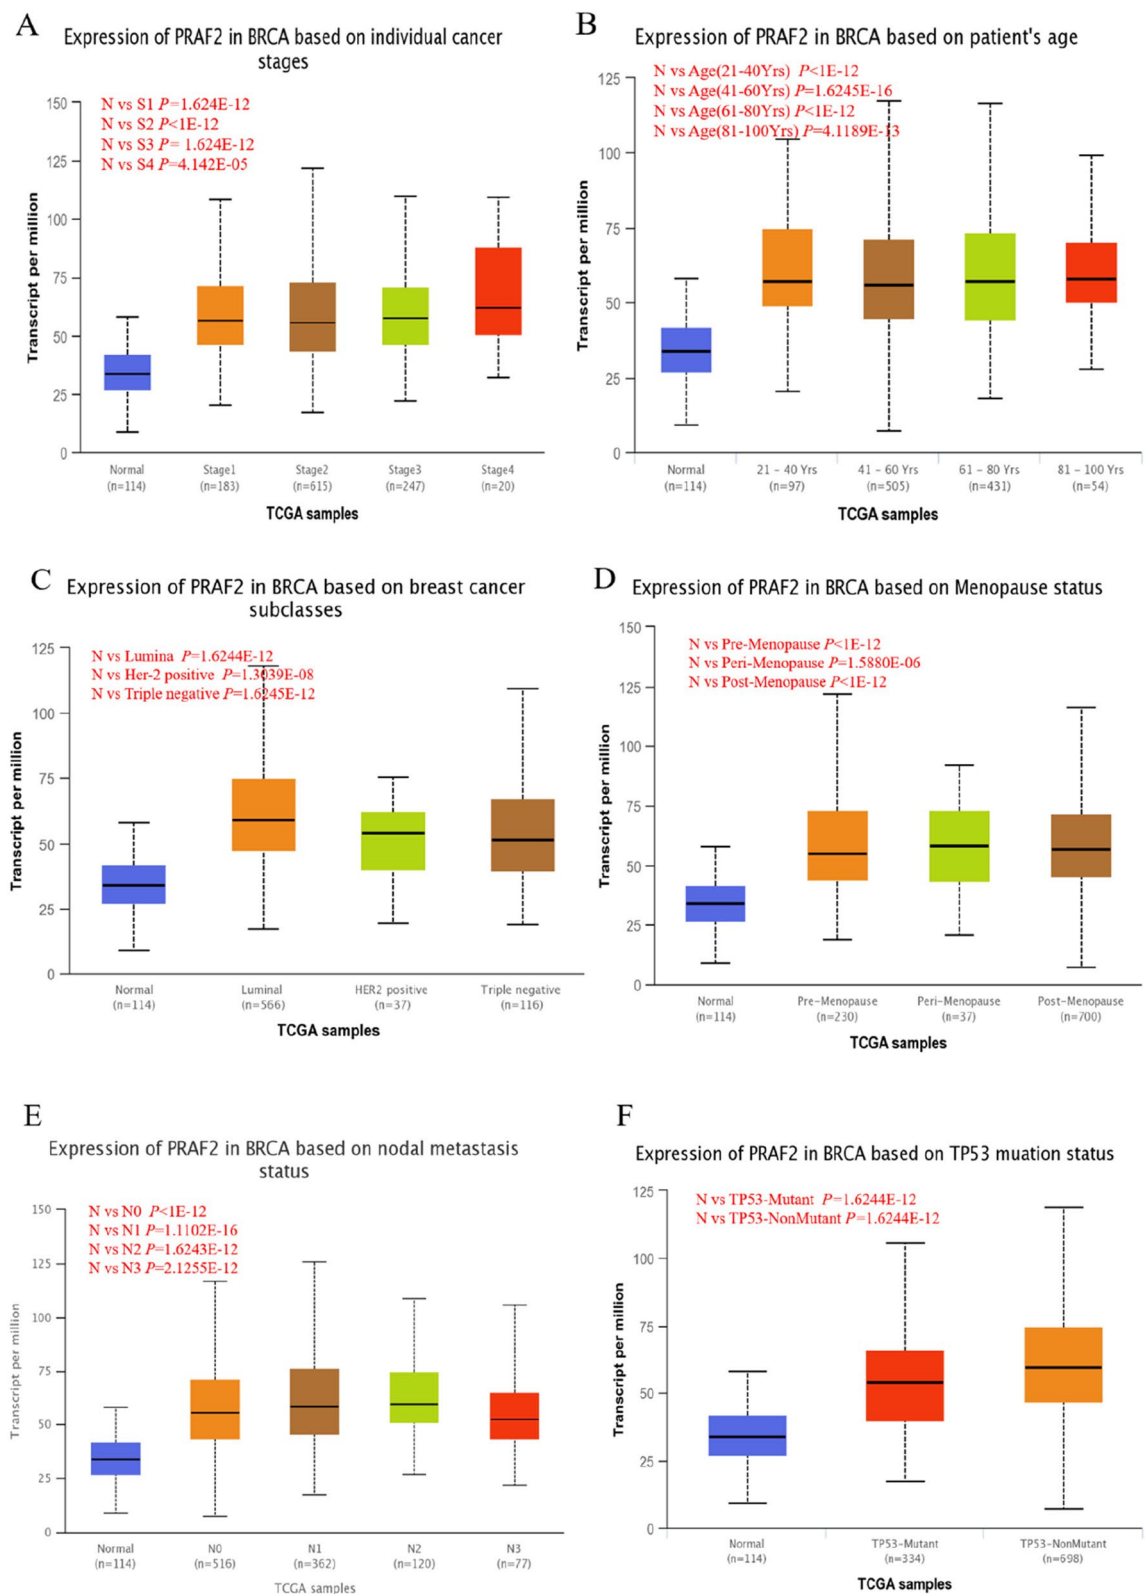 A
Expression of PRAF2 in BRCA based on individual cancer
stages
N vs S1 P=1.624E-12
N vs S2 P<1E-12
N vs S3 P= 1.624E-12
N vs S4 P=4.142E-05
Transcript per million
150
125
100
75
50
25
0
Normal
(n=114)
Stage1
(n=183)
Stage2
(n=615)
Stage3
(n=247)
Stage4
(n=20)
TCGA samples
B
Expression of PRAF2 in BRCA based on patient's age
N vs Age(21-40Yrs) P<1E-12
N vs Age(41-60Yrs) P=1.6245E-16
N vs Age(61-80Yrs) P<1E-12
N vs Age(81-100Yrs) P=4.1189E-13
Transcript per million
125
100
75
50
25
0
Normal
(n=114)
21 – 40 Yrs
(n=97)
41 – 60 Yrs
(n=505)
61 – 80 Yrs
(n=431)
81 – 100 Yrs
(n=54)
TCGA samples
C
Expression of PRAF2 in BRCA based on breast cancer
subclasses
N vs Lumina P=1.6244E-12
N vs Her-2 positive P=1.3039E-08
N vs Triple negative P=1.6245E-12
Transcript per million
125
100
75
50
25
0
Normal
(n=114)
Luminal
(n=566)
HER2 positive
(n=37)
Triple negative
(n=116)
TCGA samples
D
Expression of PRAF2 in BRCA based on Menopause status
N vs Pre-Menopause P<1E-12
N vs Peri-Menopause P=1.5880E-06
N vs Post-Menopause P<1E-12
Transcript per million
150
125
100
75
50
25
0
Normal
(n=114)
Pre-Menopause
(n=230)
Peri-Menopause
(n=37)
Post-Menopause
(n=700)
TCGA samples
E
Expression of PRAF2 in BRCA based on nodal metastasis
status
N vs N0 P<1E-12
N vs N1 P=1.1102E-16
N vs N2 P=1.6243E-12
N vs N3 P=2.1255E-12
Transcript per million
150
125
100
75
50
25
0
Normal
(n=114)
N0
(n=516)
N1
(n=362)
N2
(n=120)
N3
(n=77)
TCGA samples
F
Expression of PRAF2 in BRCA based on TP53 muation status
N vs TP53-Mutant P=1.6244E-12
N vs TP53-NonMutant P=1.6244E-12
Transcript per million
125
100
75
50
25
0
Normal
(n=114)
TP53-Mutant
(n=334)
TP53-NonMutant
(n=698)
TCGA samples